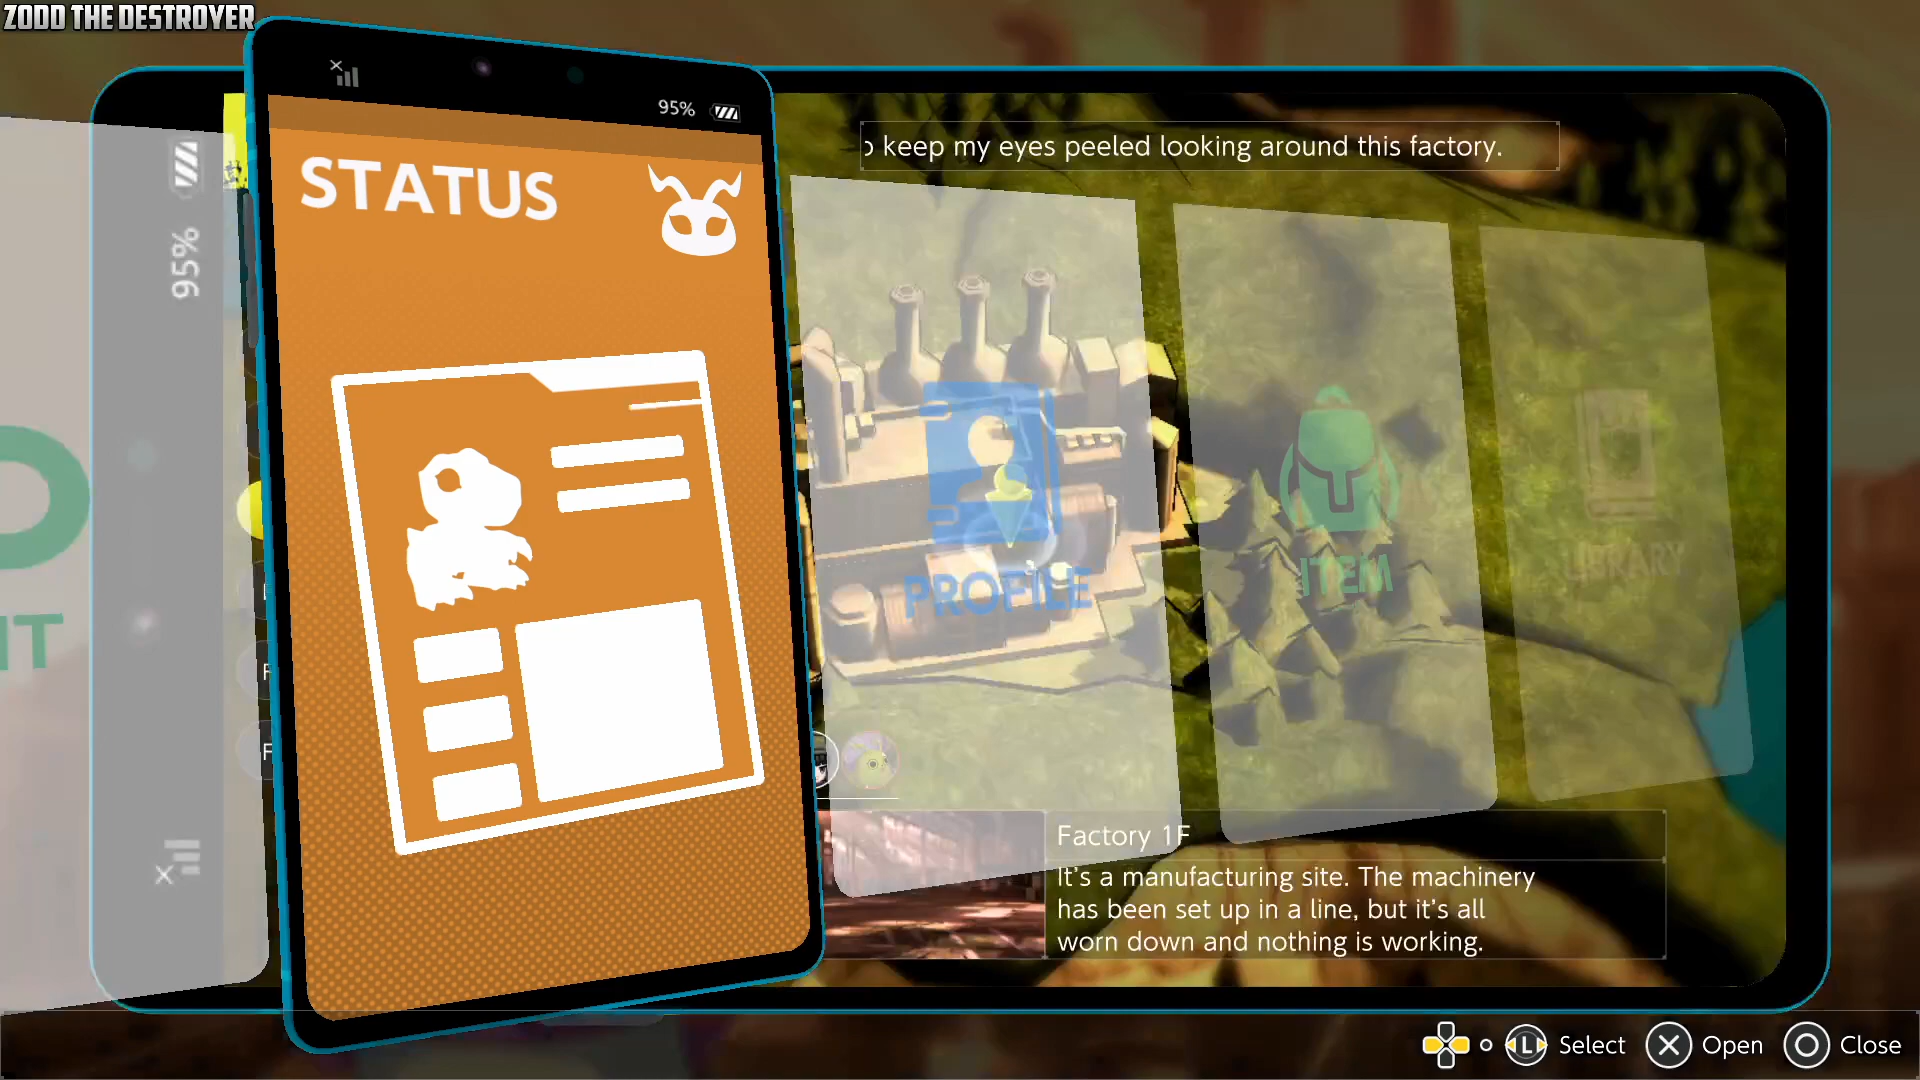 ZODD THE DESTROYER
95%
95%
STATUS
keep my eyes peeled looking around this factory.
PROFILE
ITEM
LIBRARY
Factory 1F
It's a manufacturing site. The machinery
has been set up in a line, but it's all
worn down and nothing is working.
L Select
Open
Close